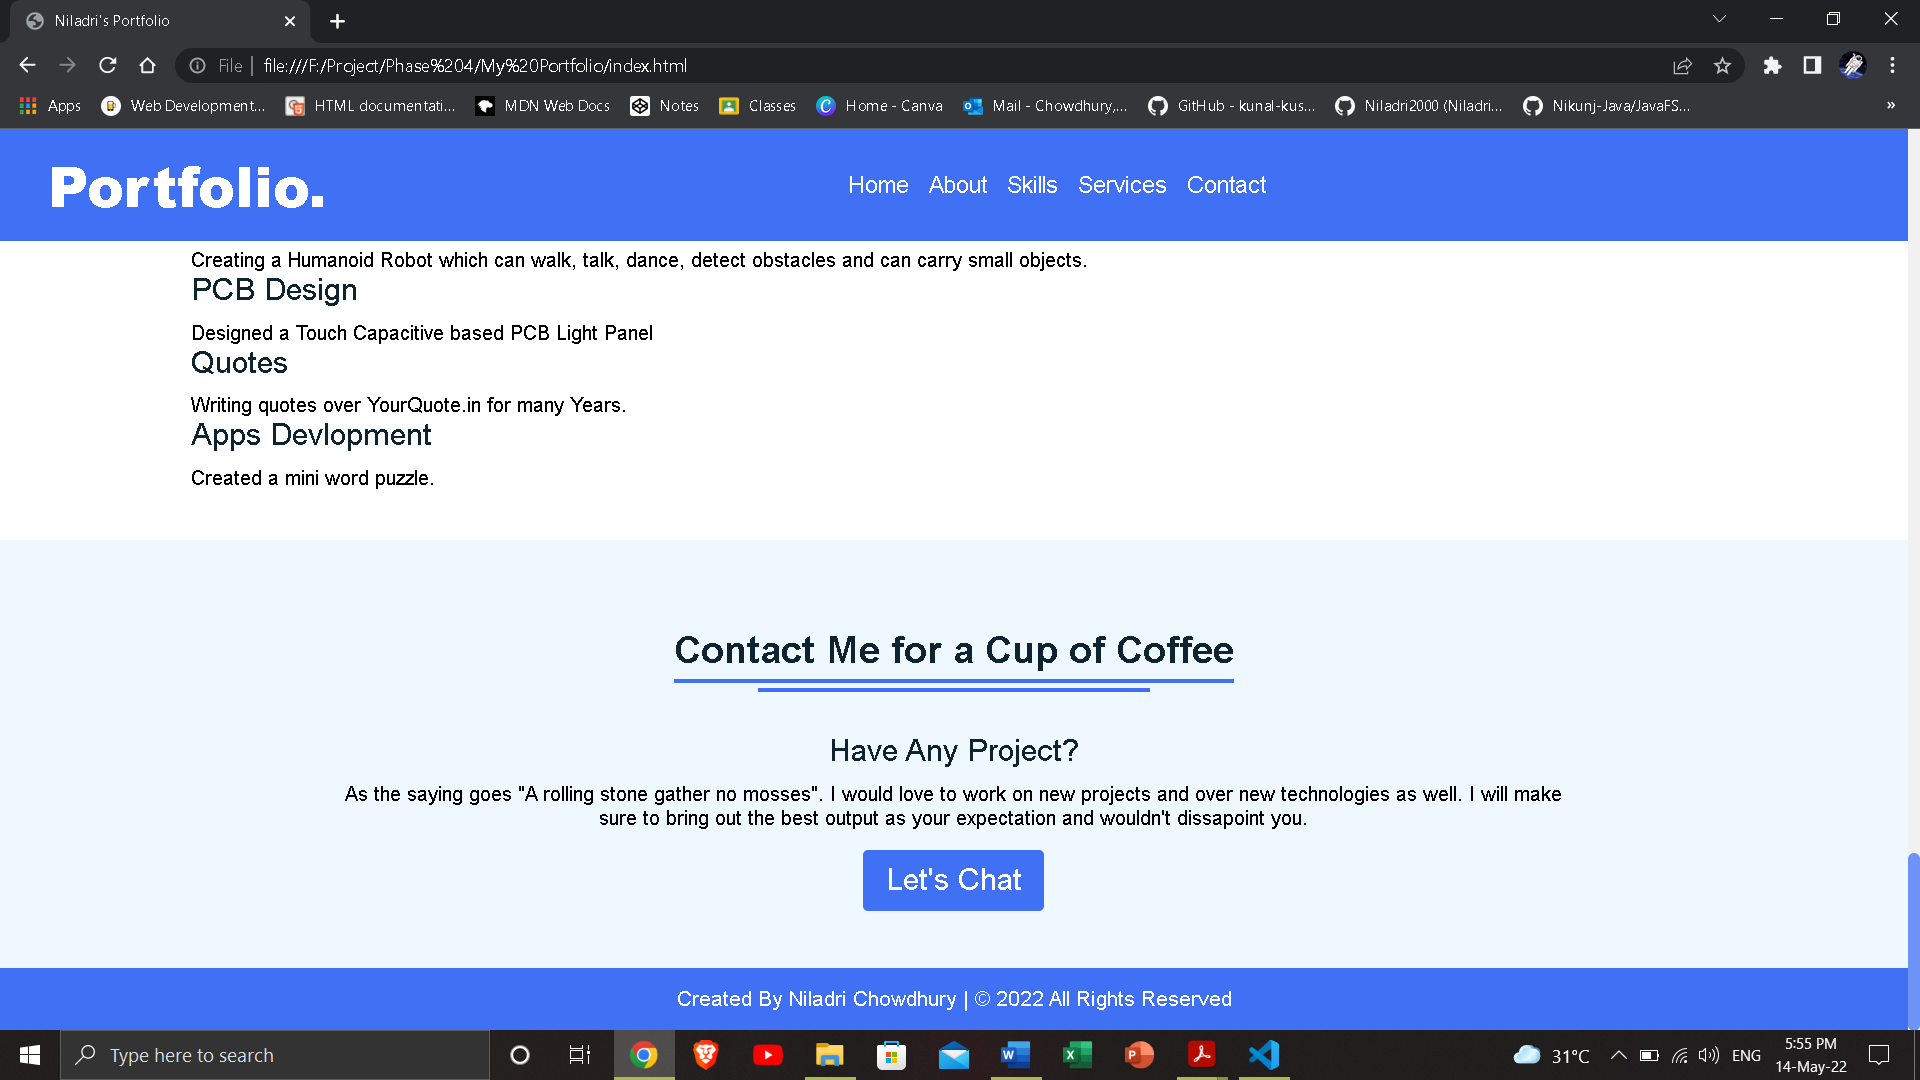 Niladri's Portfolio
File | file:///F:/Project/Phase%204/My%20Portfolio/index.html
Apps Web Development... HTML documentati... MDN Web Docs Notes Classes Home - Canva Mail - Chowdhury,... GitHub - kunal-kus... Niladri2000 (Niladri... Nikunj-Java/JavaFS... »
Portfolio.
Home About Skills Services Contact
Creating a Humanoid Robot which can walk, talk, dance, detect obstacles and can carry small objects.
PCB Design
Designed a Touch Capacitive based PCB Light Panel
Quotes
Writing quotes over YourQuote.in for many Years.
Apps Devlopment
Created a mini word puzzle.
Contact Me for a Cup of Coffee
Have Any Project?
As the saying goes "A rolling stone gather no mosses". I would love to work on new projects and over new technologies as well. I will make
sure to bring out the best output as your expectation and wouldn't dissapoint you.
Let's Chat
Created By Niladri Chowdhury | © 2022 All Rights Reserved
Type here to search
31°C
ENG
5:55 PM
14-May-22